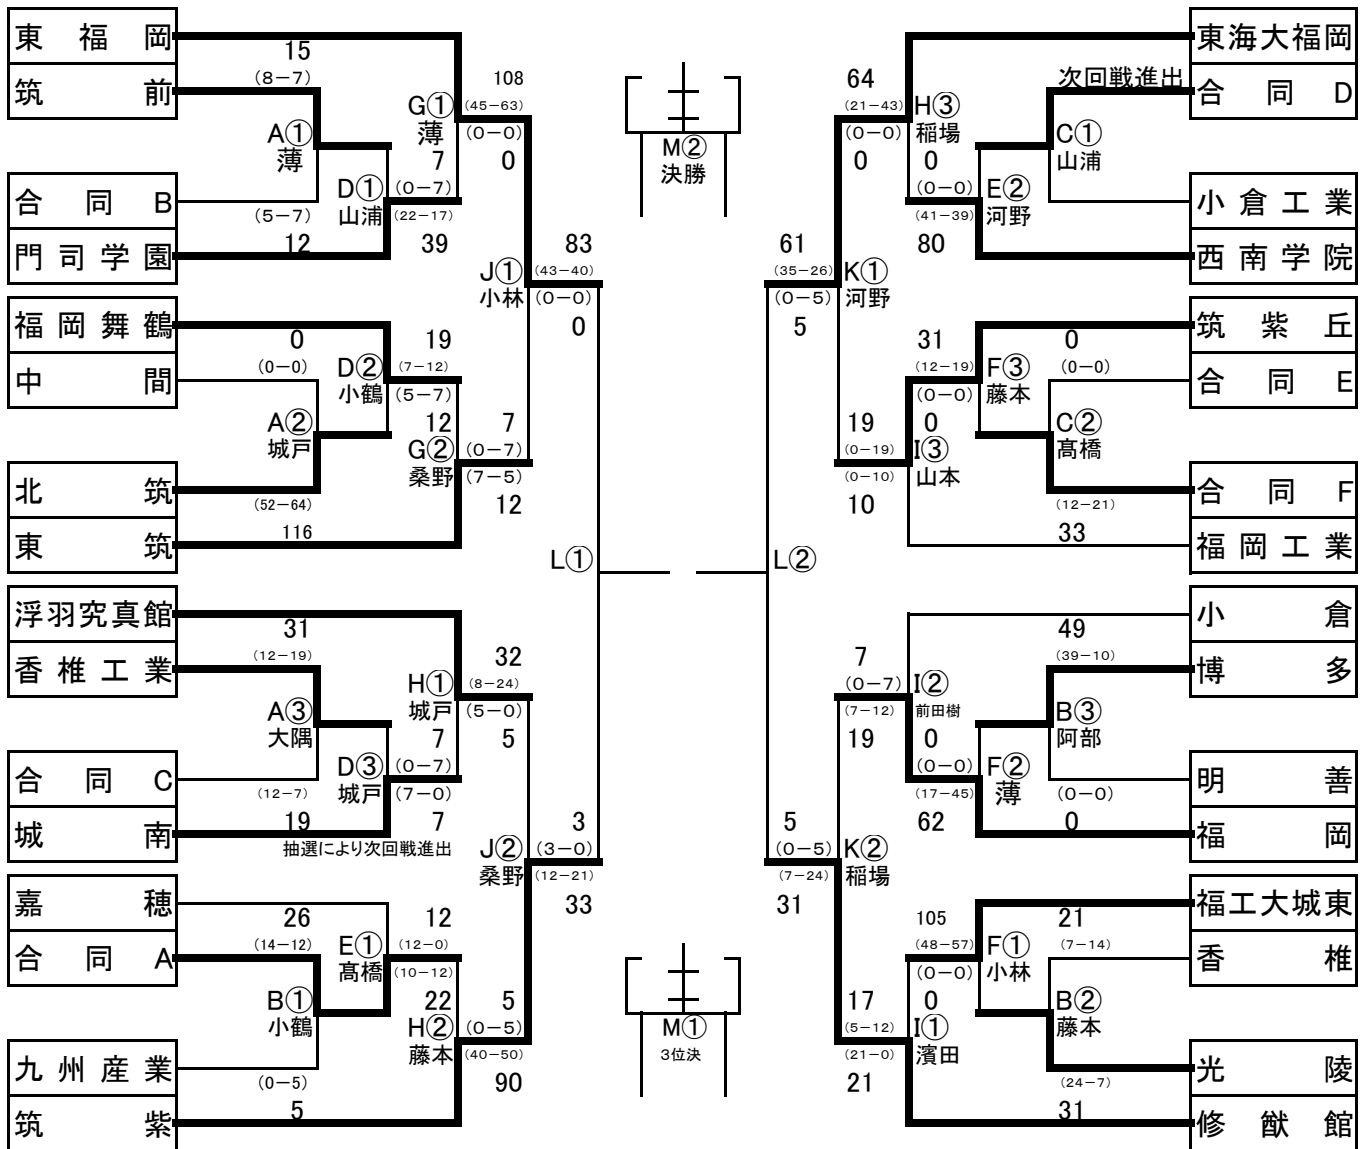 東福岡
15
(8-7)
筑前
A①
薄
合同B
(5-7)
12
門司学園
D①
山浦
G①
薄
108
(45-63)
(0-0)
0
7
(0-7)
(22-17)
39
福岡舞鶴
0
(0-0)
中間
A②
城戸
北筑
(52-64)
116
東筑
D②
小鶴
19
(7-12)
(5-7)
12
G②
桑野
7
(0-7)
(7-5)
12
J①
小林
83
(43-40)
(0-0)
0
L①
浮羽究真館
31
(12-19)
香椎工業
A③
大隅
合同C
(12-7)
19
城南
抽選により次回戦進出
D③
城戸
H①
城戸
32
(8-24)
(5-0)
5
7
(0-7)
(7-0)
7
嘉穂
26
(14-12)
合同A
B①
小鶴
九州産業
(0-5)
5
筑紫
E①
髙橋
12
(12-0)
(10-12)
22
H②
藤本
5
(0-5)
(40-50)
90
J②
桑野
3
(3-0)
(12-21)
33
M②
決勝
M①
3位決
東海大福岡
次回戦進出
合同D
C①
山浦
小倉工業
西南学院
64
(21-43)
(0-0)
0
H③
稲場
0
(0-0)
(41-39)
80
E②
河野
61
(35-26)
(0-5)
5
K①
河野
筑紫丘
0
(0-0)
合同E
C②
髙橋
合同F
(12-21)
33
福岡工業
31
(12-19)
(0-0)
0
F③
藤本
19
(0-19)
(0-10)
10
I③
山本
L②
小倉
49
(39-10)
博多
B③
阿部
明善
(0-0)
0
福岡
7
(0-7)
(7-12)
19
I②
前田樹
0
(0-0)
(17-45)
62
F②
薄
5
(0-5)
(7-24)
31
K②
稲場
福工大城東
21
(7-14)
香椎
B②
藤本
光陵
(24-7)
31
修猷館
105
(48-57)
(0-0)
0
F①
小林
17
(5-12)
(21-0)
21
I①
濱田